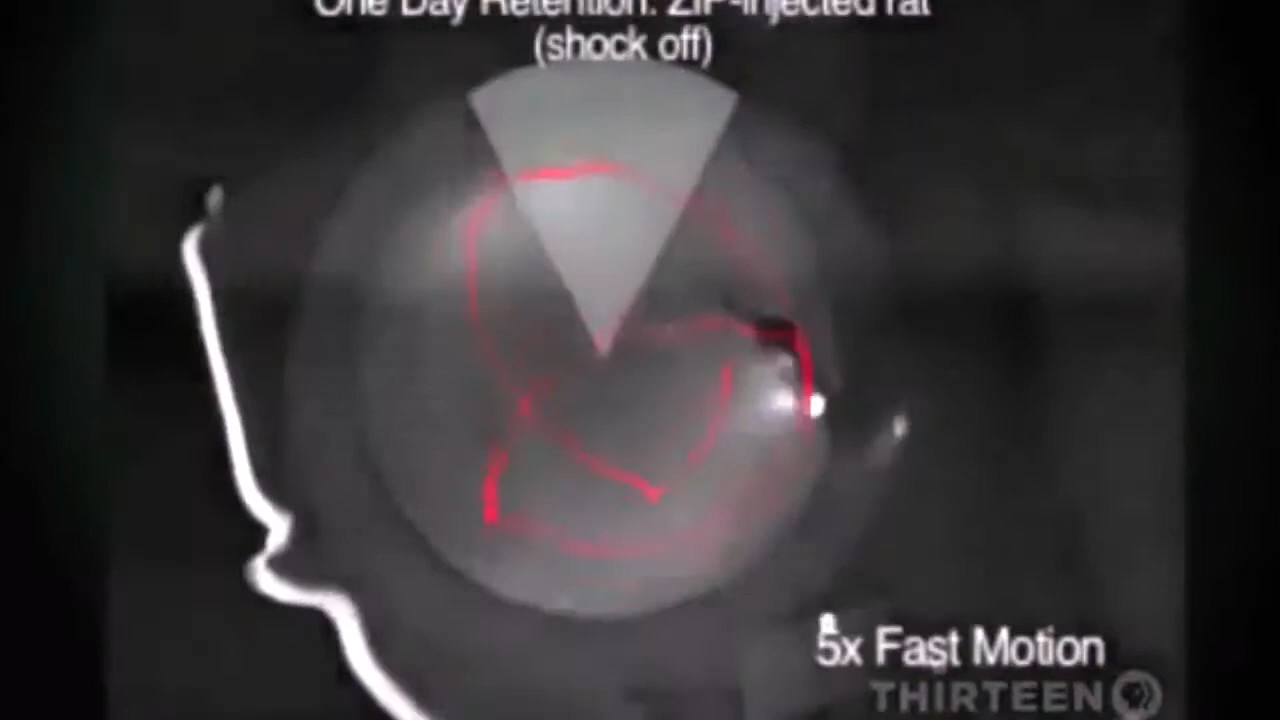 One Day Retention: ZIP-injected rat
(shock off)
5x Fast Motion
THIRTEEN